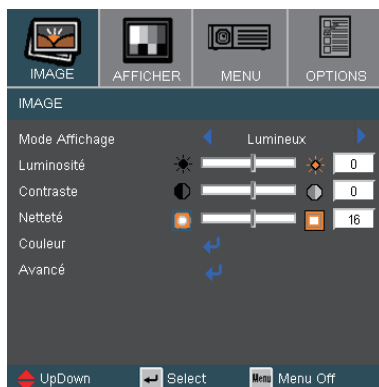 IMAGE AFFICHER MENU OPTIONS
IMAGE
Mode Affichage Lumineux
Luminosité 0
Contraste 0
Netteté 16
Couleur
Avancé
UpDown Select Menu Menu Off